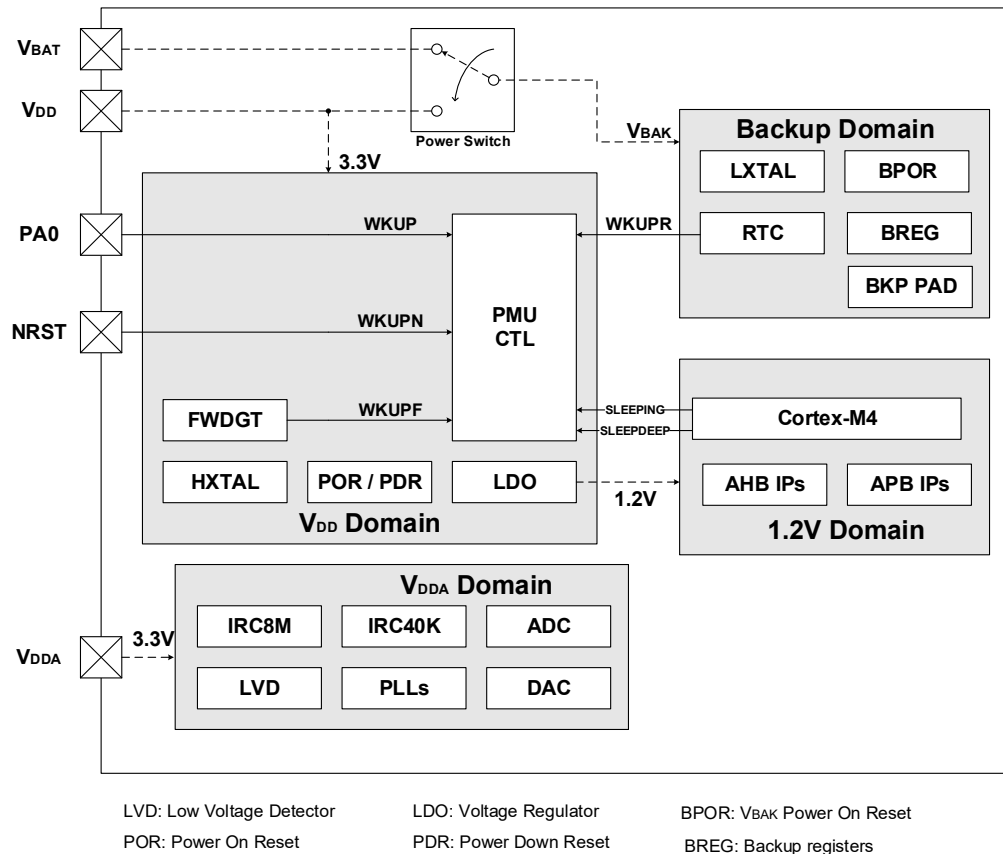 VBAT
VDD
Power Switch
3.3V
VBAK
Backup Domain
LXTAL
BPOR
RTC
BREG
BKP PAD
PA0
WKUP
WKUPR
NRST
WKUPN
PMU
CTL
FWDGT
WKUPF
SLEEPING
SLEEPDEEP
Cortex-M4
HXTAL
POR / PDR
LDO
1.2V
AHB IPs
APB IPs
VDD Domain
1.2V Domain
VDDA Domain
VDDA
3.3V
IRC8M
IRC40K
ADC
LVD
PLLs
DAC
LVD: Low Voltage Detector
LDO: Voltage Regulator
BPOR: VBAK Power On Reset
POR: Power On Reset
PDR: Power Down Reset
BREG: Backup registers